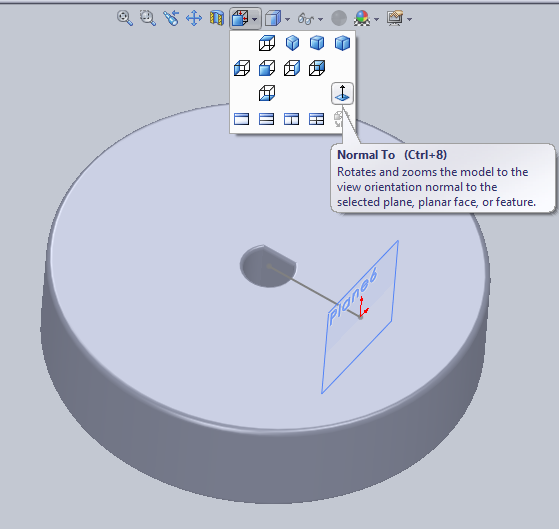 Normal To (Ctrl+8)
Rotates and zooms the model to the
view orientation normal to the
selected plane, planar face, or feature.
Plane6